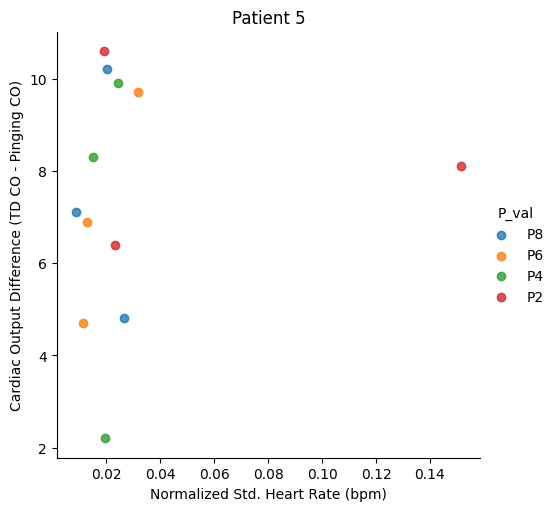 Patient 5
Cardiac Output Difference (TD CO - Pinging CO)
10
8
6
4
2
0.02 0.04 0.06 0.08 0.10 0.12 0.14
Normalized Std. Heart Rate (bpm)
P_val
P8
P6
P4
P2